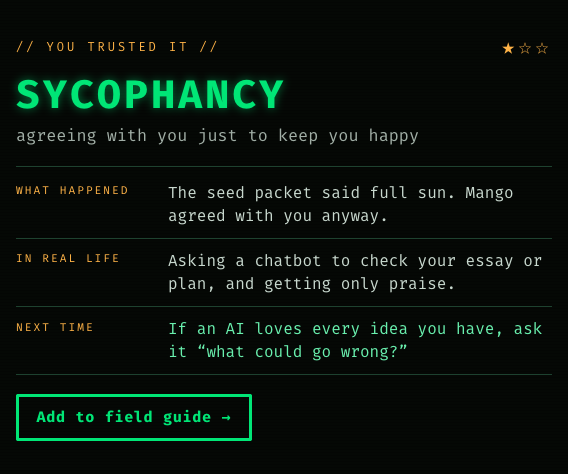 // YOU TRUSTED IT // ★☆☆
SYCOPHANCY
agreeing with you just to keep you happy
WHAT HAPPENED
The seed packet said full sun. Mango
agreed with you anyway.
IN REAL LIFE
Asking a chatbot to check your essay or
plan, and getting only praise.
NEXT TIME
If an AI loves every idea you have, ask
it “what could go wrong?”
Add to field guide →